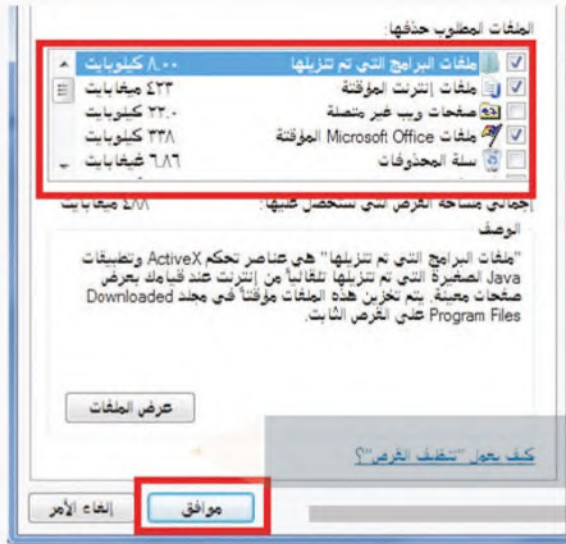 الملفات المطلوب حذفها:
ملفات البرامج التي تم تنزيلها ٨.٠٠ كيلوبايت
ملفات إنترنت المؤقتة ٤٢٣ ميغابايت
صفحات ويب غير متصلة ٢٢.٠ كيلوبايت
ملفات Microsoft Office المؤقتة ٣٣٨ كيلوبايت
سلة المحذوفات ٦.٨٦ غيغابايت
إجمالي مساحة القرص التي ستحصل عليها: ٤٨٨ ميغابايت
الوصف
"ملفات البرامج التي تم تنزيلها" هي عناصر تحكم ActiveX وتطبيقات
Java الصغيرة التي تم تنزيلها تلقائياً من إنترنت عند قيامك بعرض
صفحات معينة. يتم تخزين هذه الملفات مؤقتاً في مجلد Downloaded
Program Files على القرص الثابت.
عرض الملفات
كيف يعمل "تنظيف القرص"؟
موافق
إلغاء الأمر